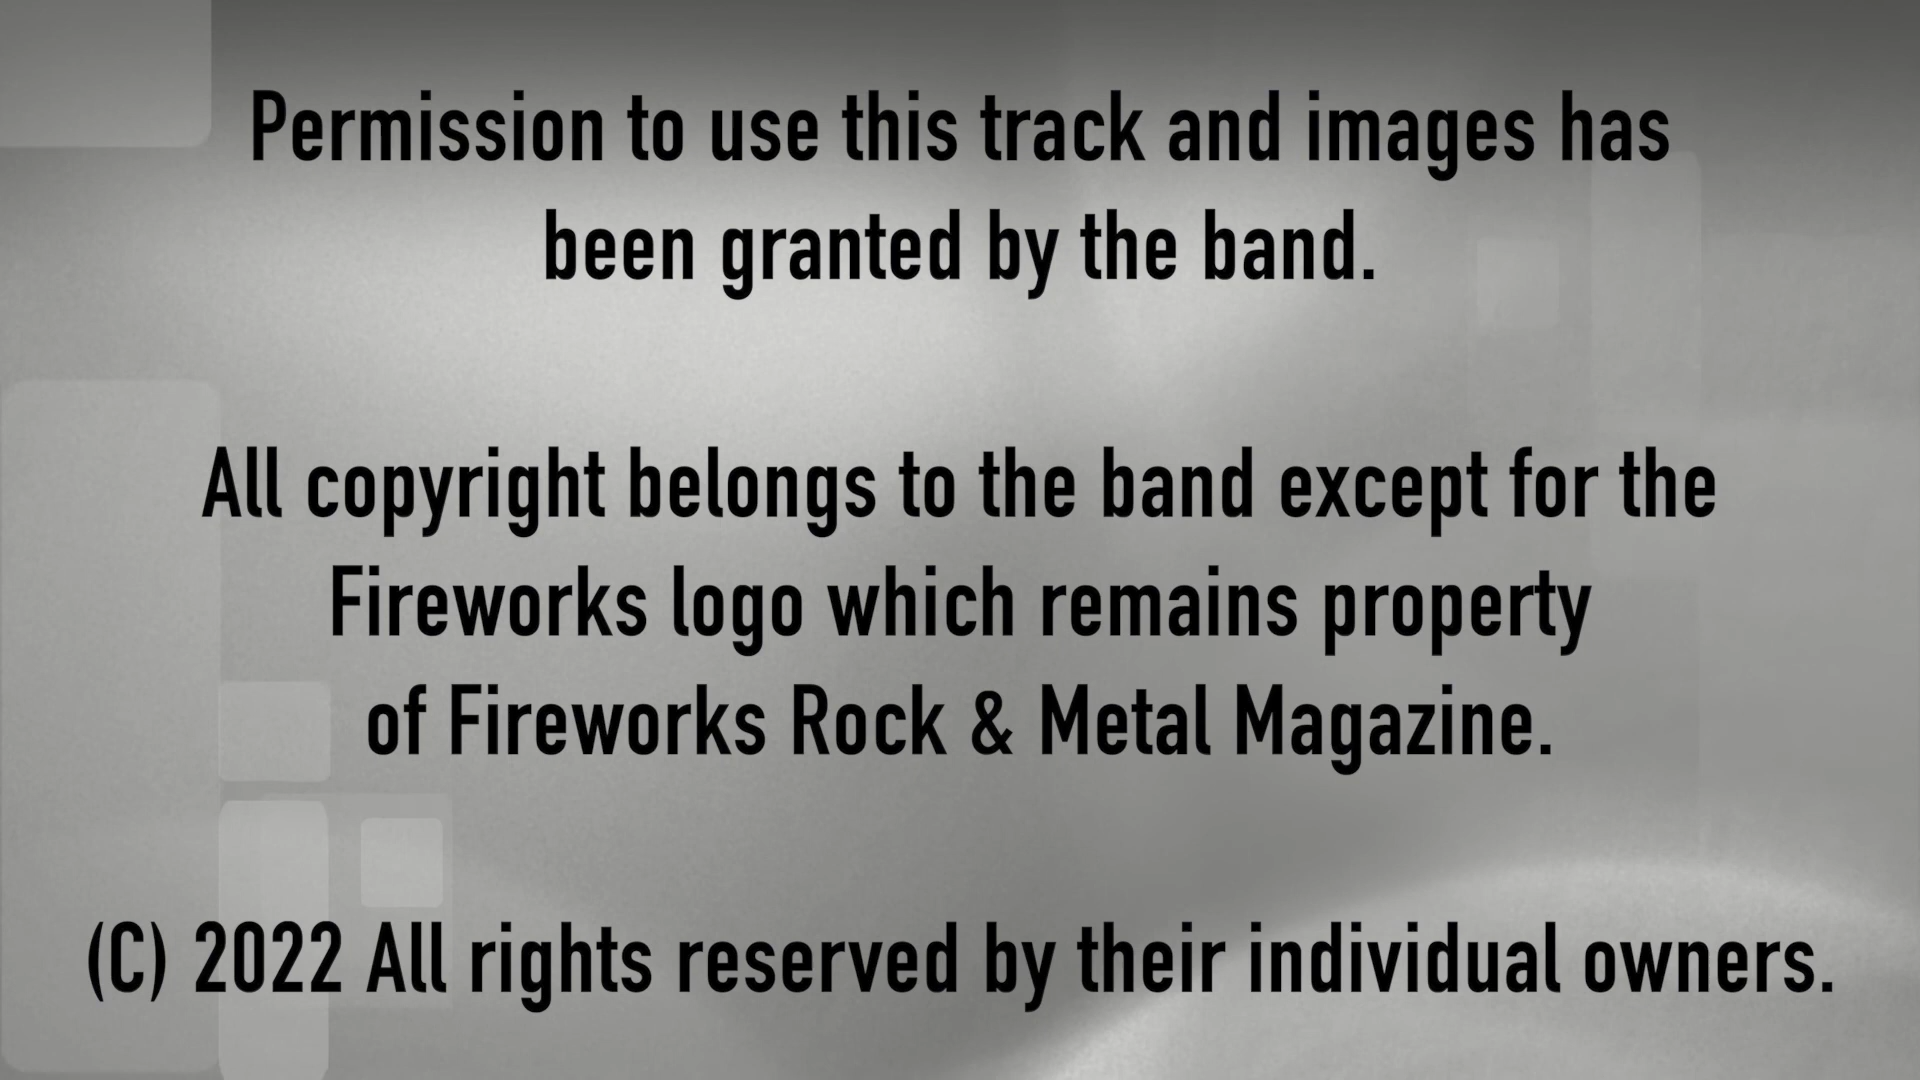 Permission to use this track and images has
been granted by the band.
All copyright belongs to the band except for the
Fireworks logo which remains property
of Fireworks Rock & Metal Magazine.
(C) 2022 All rights reserved by their individual owners.